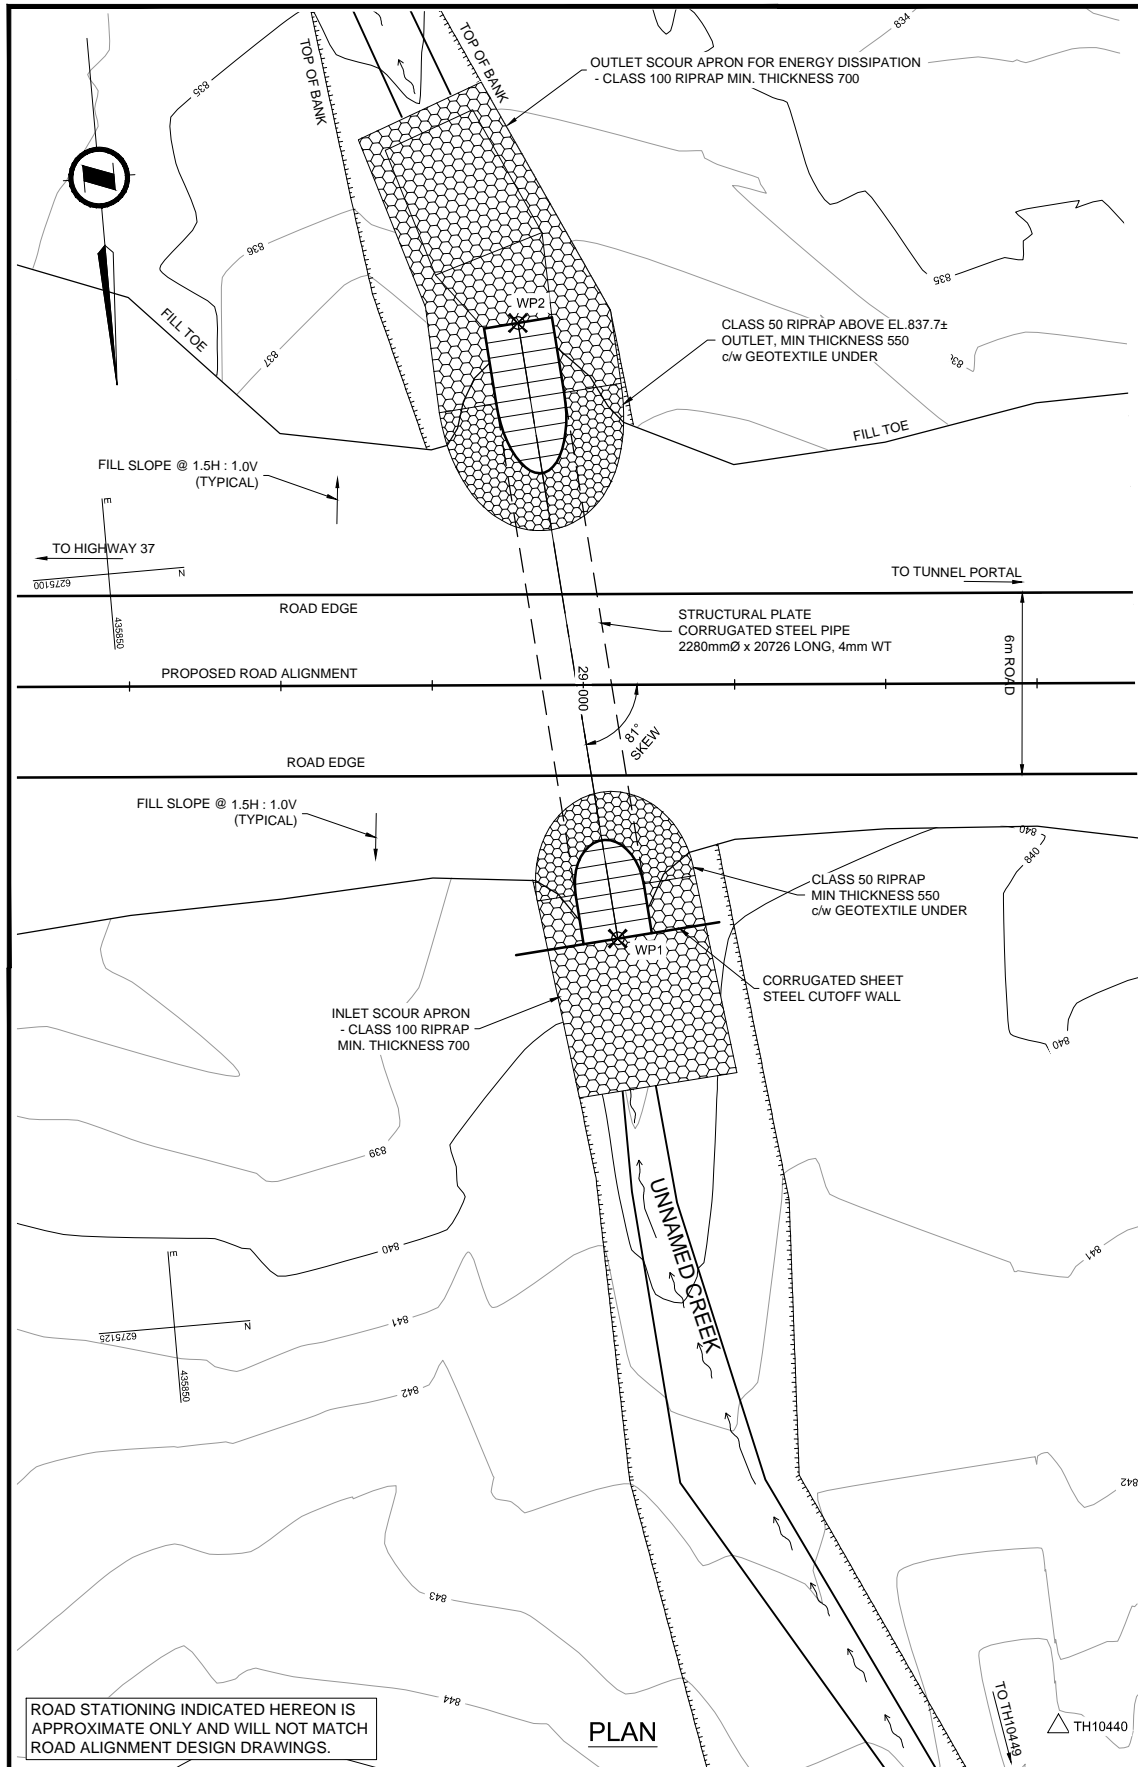 834
TOP OF BANK
TOP OF BANK
OUTLET SCOUR APRON FOR ENERGY DISSIPATION
- CLASS 100 RIPRAP MIN. THICKNESS 700
835
836
835
WP2
FILL TOE
837
CLASS 50 RIPRAP ABOVE EL.837.7±
OUTLET, MIN THICKNESS 550
c/w GEOTEXTILE UNDER
836
FILL TOE
FILL SLOPE @ 1.5H : 1.0V
(TYPICAL)
E
TO HIGHWAY 37
N
6275100
435850
TO TUNNEL PORTAL
ROAD EDGE
STRUCTURAL PLATE
CORRUGATED STEEL PIPE
2280mmØ x 20726 LONG, 4mm WT
6m ROAD
PROPOSED ROAD ALIGNMENT
29+000
81°
SKEW
ROAD EDGE
FILL SLOPE @ 1.5H : 1.0V
(TYPICAL)
840
840
CLASS 50 RIPRAP
MIN THICKNESS 550
c/w GEOTEXTILE UNDER
WP1
CORRUGATED SHEET
STEEL CUTOFF WALL
INLET SCOUR APRON
- CLASS 100 RIPRAP
MIN. THICKNESS 700
840
839
UNNAMED CREEK
840
841
E
N
6275125
435850
841
842
842
843
844
ROAD STATIONING INDICATED HEREON IS
APPROXIMATE ONLY AND WILL NOT MATCH
ROAD ALIGNMENT DESIGN DRAWINGS.
PLAN
TO TH10449
TH10440